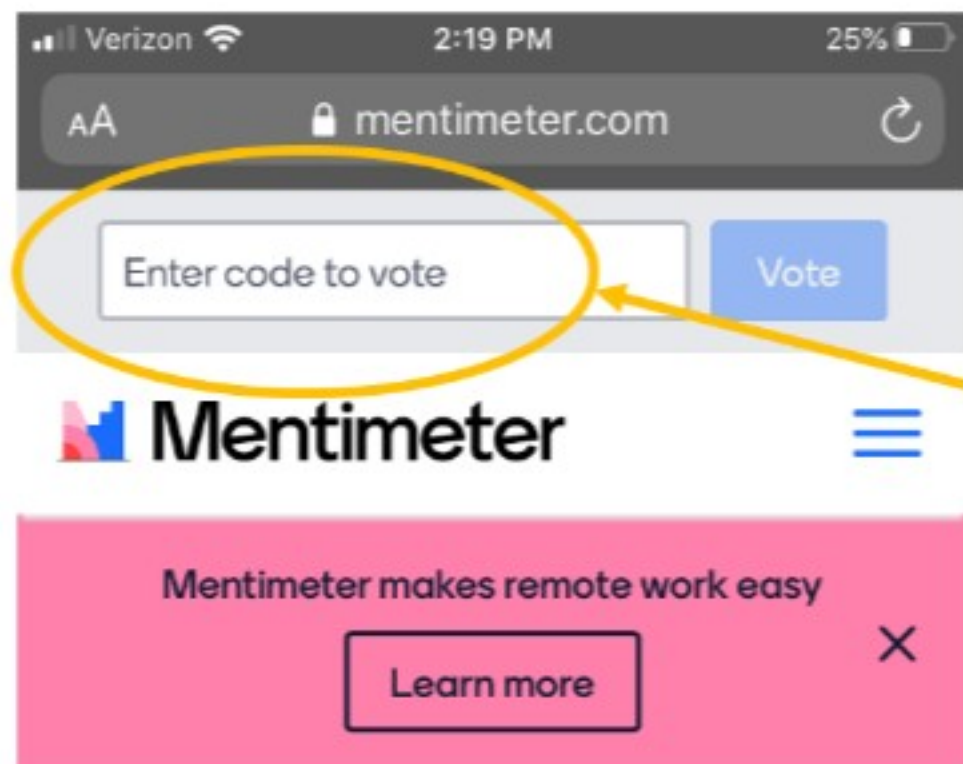 Verizon 2:19 PM 25%
AA mentimeter.com
Enter code to vote Vote
Mentimeter
Mentimeter makes remote work easy
Learn more